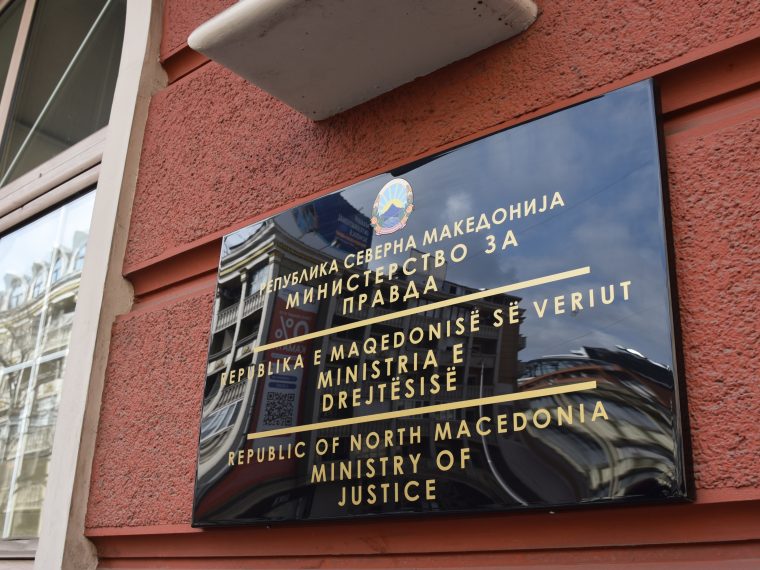 РЕПУБЛИКА СЕВЕРНА МАКЕДОНИЈА
МИНИСТЕРСТВО ЗА
ПРАВДА
REPUBLIKA E MAQEDONISË SË VERIUT
MINISTRIA E
DREJTËSISË
REPUBLIC OF NORTH MACEDONIA
MINISTRY OF
JUSTICE